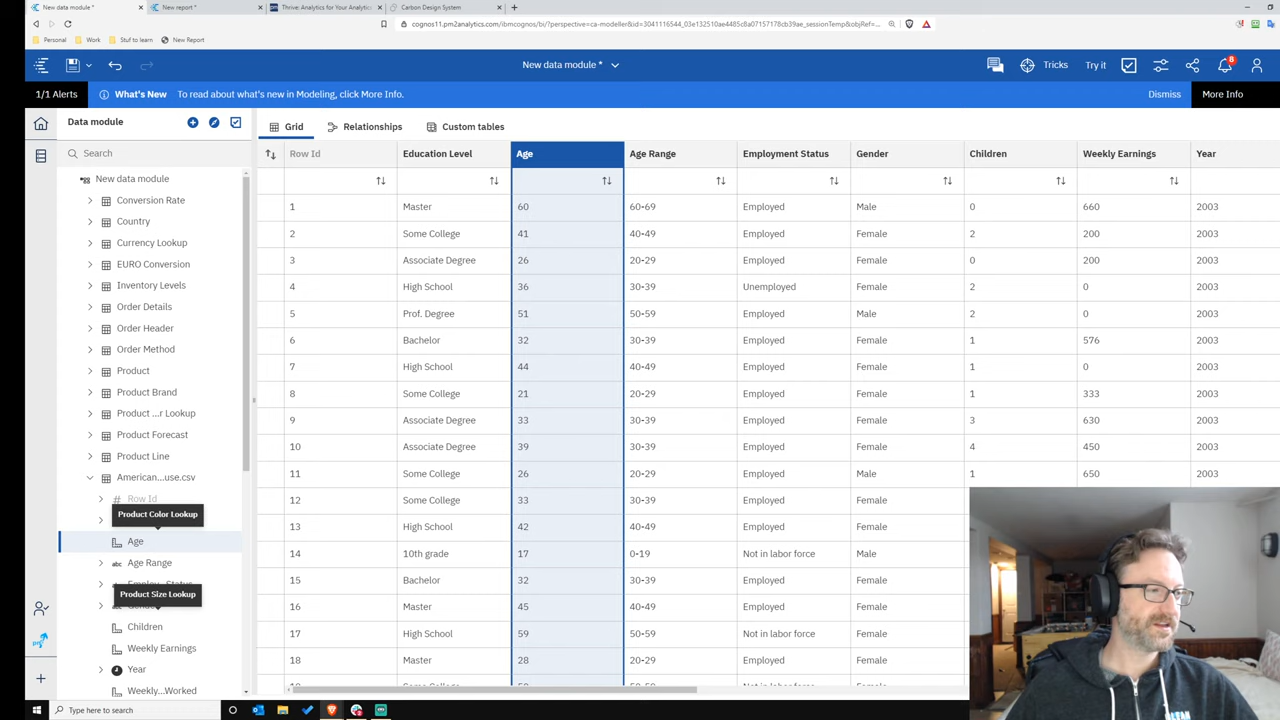 New data module *
New report *
Thrive: Analytics for Your Analytics
Carbon Design System
cognos11.pm2analytics.com/ibmcognos/bi/?perspective=ca-modeller&id=3041116544_03e132510ae4485c8a07157178cb39ae_sessionTemp&objRef=...
Personal Work Stuf to learn New Report
New data module *
8
Tricks Try it
1/1 Alerts
What's New To read about what's new in Modeling, click More Info.
Dismiss More Info
Data module
Grid Relationships Custom tables
Search
New data module
Conversion Rate
Country
Currency Lookup
EURO Conversion
Inventory Levels
Order Details
Order Header
Order Method
Product
Product Brand
Product ...r Lookup
Product Forecast
Product Line
American...use.csv
Row Id
Product Color Lookup
Age
Age Range
Product Size Lookup
Children
Weekly Earnings
Year
Weekly...Worked
Row Id Education Level Age Age Range Employment Status Gender Children Weekly Earnings Year
1 Master 60 60-69 Employed Male 0 660 2003
2 Some College 41 40-49 Employed Female 2 200 2003
3 Associate Degree 26 20-29 Employed Female 0 200 2003
4 High School 36 30-39 Unemployed Female 2 0 2003
5 Prof. Degree 51 50-59 Employed Male 2 0 2003
6 Bachelor 32 30-39 Employed Female 1 576 2003
7 High School 44 40-49 Employed Female 1 0 2003
8 Some College 21 20-29 Employed Female 1 333 2003
9 Associate Degree 33 30-39 Employed Female 3 630 2003
10 Associate Degree 39 30-39 Employed Female 4 450 2003
11 Some College 26 20-29 Employed Male 1 650 2003
12 Some College 33 30-39 Employed Female
13 High School 42 40-49 Employed Female
14 10th grade 17 0-19 Not in labor force Male
15 Bachelor 32 30-39 Employed Female
16 Master 45 40-49 Employed Female
17 High School 59 50-59 Not in labor force Female
18 Master 28 20-29 Employed Female
Type here to search